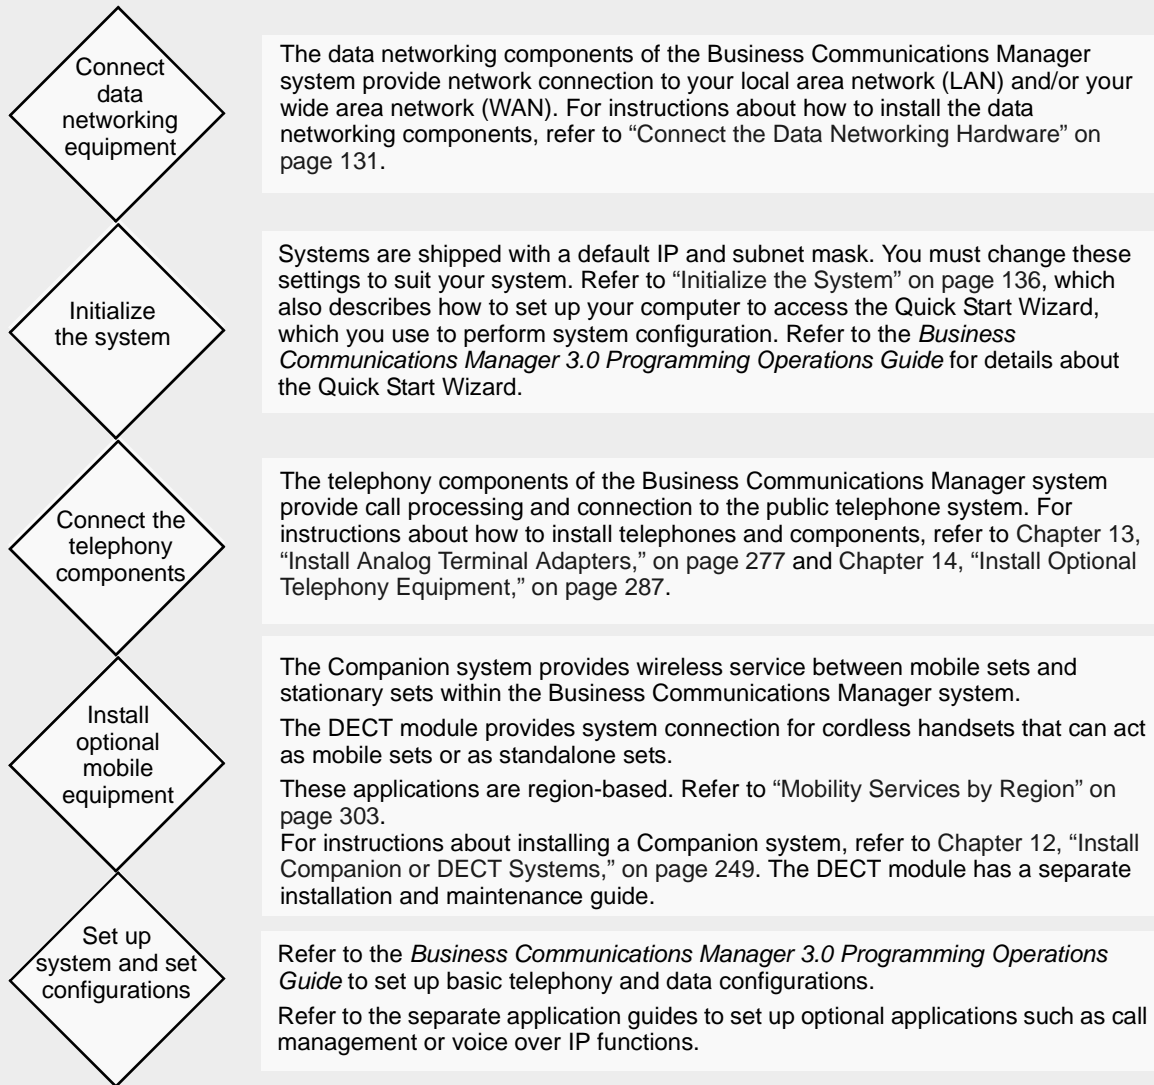 Connect
data
networking
equipment
The data networking components of the Business Communications Manager
system provide network connection to your local area network (LAN) and/or your
wide area network (WAN). For instructions about how to install the data
networking components, refer to “Connect the Data Networking Hardware” on
page 131.
Initialize
the system
Systems are shipped with a default IP and subnet mask. You must change these
settings to suit your system. Refer to “Initialize the System” on page 136, which
also describes how to set up your computer to access the Quick Start Wizard,
which you use to perform system configuration. Refer to the Business
Communications Manager 3.0 Programming Operations Guide for details about
the Quick Start Wizard.
Connect the
telephony
components
The telephony components of the Business Communications Manager system
provide call processing and connection to the public telephone system. For
instructions about how to install telephones and components, refer to Chapter 13,
“Install Analog Terminal Adapters,” on page 277 and Chapter 14, “Install Optional
Telephony Equipment,” on page 287.
Install
optional
mobile
equipment
The Companion system provides wireless service between mobile sets and
stationary sets within the Business Communications Manager system.
The DECT module provides system connection for cordless handsets that can act
as mobile sets or as standalone sets.
These applications are region-based. Refer to “Mobility Services by Region” on
page 303.
For instructions about installing a Companion system, refer to Chapter 12, “Install
Companion or DECT Systems,” on page 249. The DECT module has a separate
installation and maintenance guide.
Set up
system and set
configurations
Refer to the Business Communications Manager 3.0 Programming Operations
Guide to set up basic telephony and data configurations.
Refer to the separate application guides to set up optional applications such as call
management or voice over IP functions.